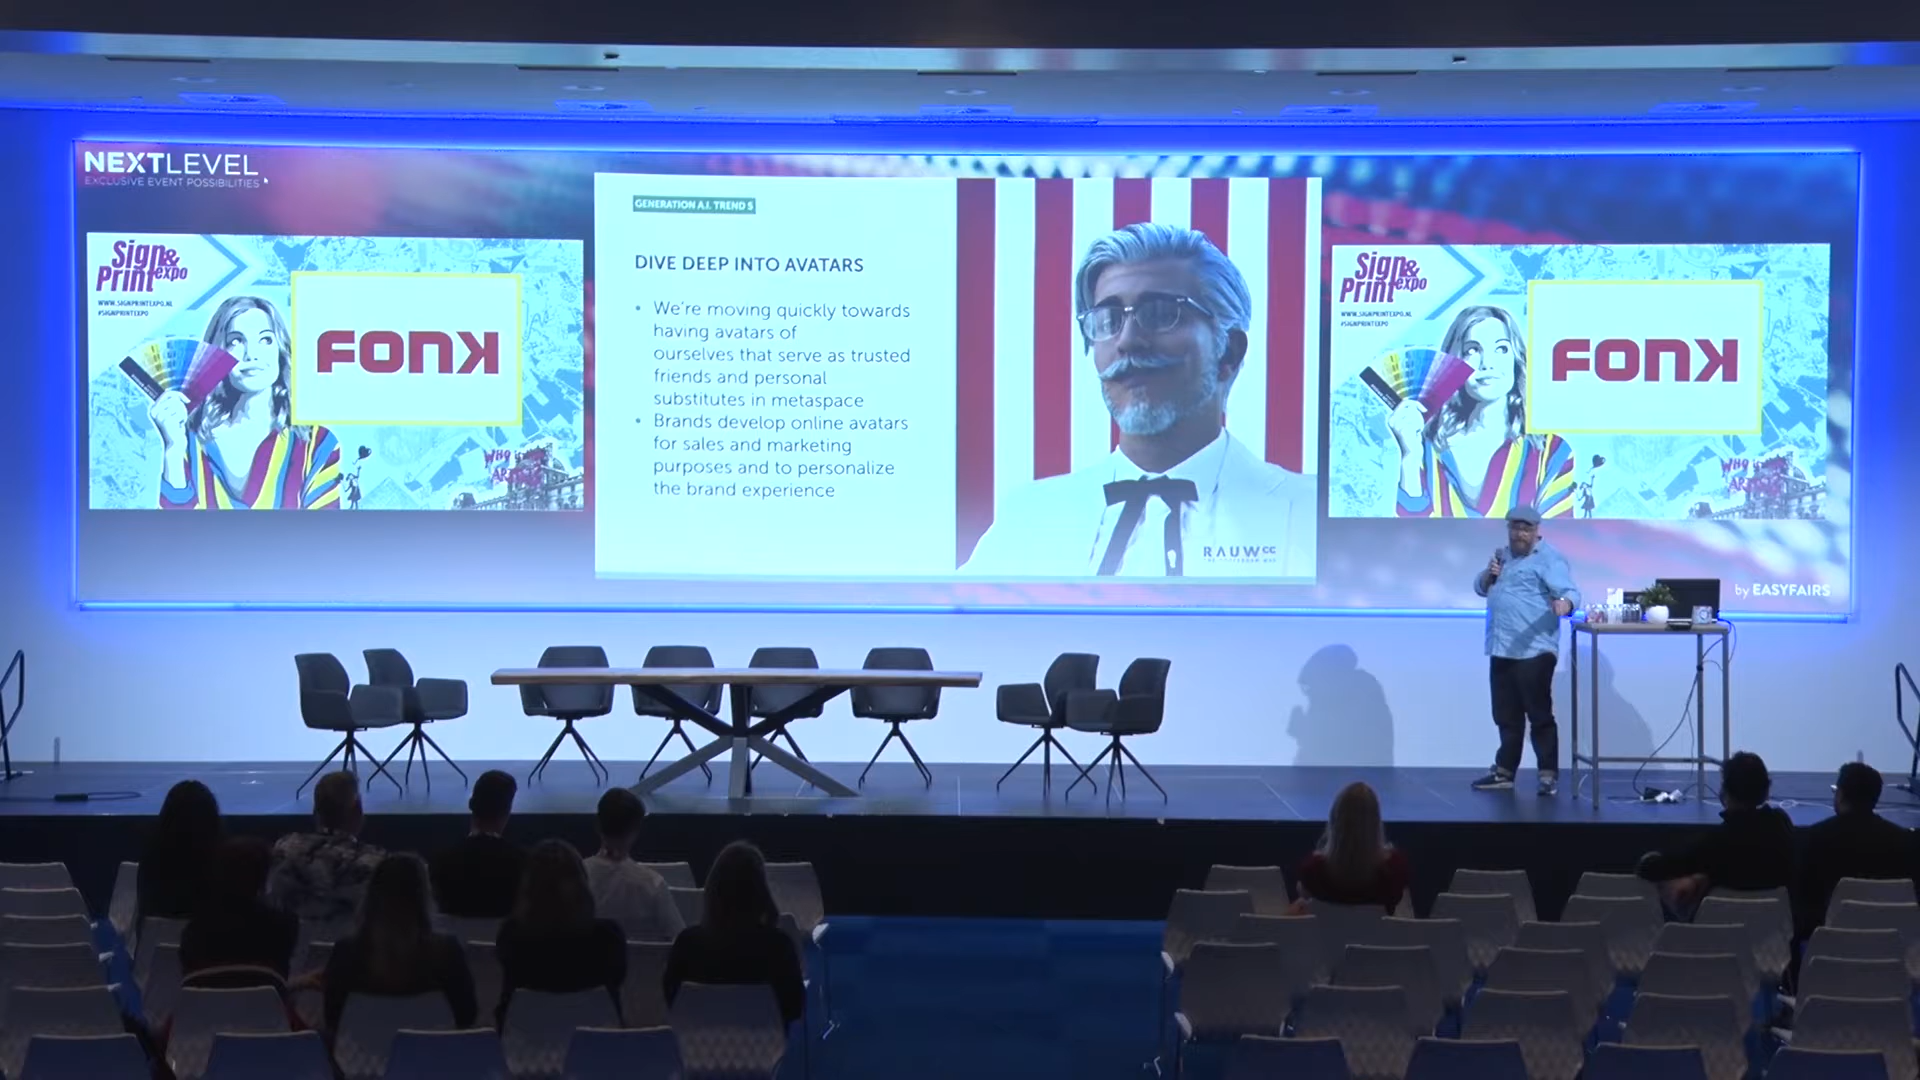 NEXTLEVEL
EXCLUSIVE EVENT POSSIBILITIES
Sign&
Print expo
WWW.SIGNPRINTEXPO.NL
#SIGNPRINTEXPO
FONK
GENERATION A.I. TREND 5
DIVE DEEP INTO AVATARS
• We're moving quickly towards
having avatars of
ourselves that serve as trusted
friends and personal
substitutes in metaspace
• Brands develop online avatars
for sales and marketing
purposes and to personalize
the brand experience
RAUWcc
Sign&
Print expo
WWW.SIGNPRINTEXPO.NL
#SIGNPRINTEXPO
FONK
by EASYFAIRS